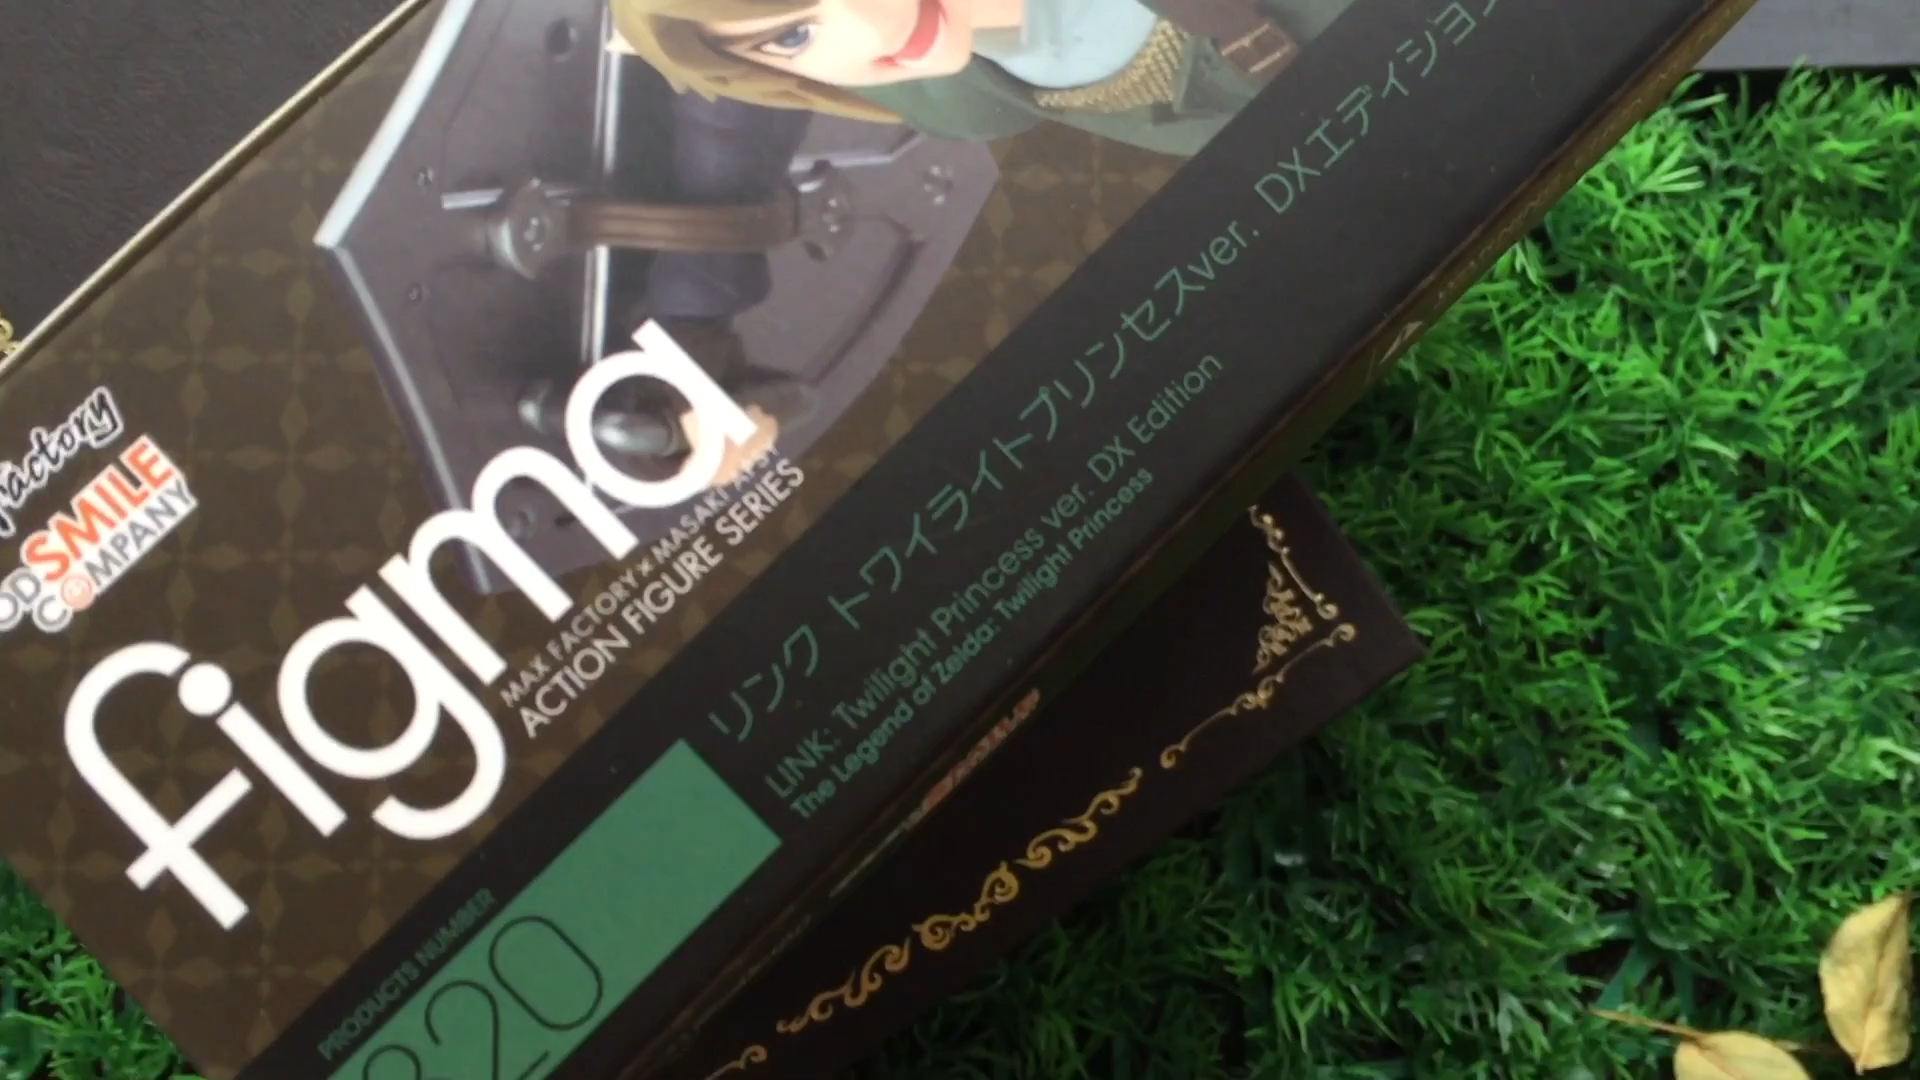 factory
SMILE
COMPANY
figma
MAX FACTORY × MASAKI APSY
ACTION FIGURE SERIES
リンク トワイライトプリンセスver. DXエディション
LINK: Twilight Princess ver. DX Edition
The Legend of Zelda: Twilight Princess
PRODUCTS NUMBER
320